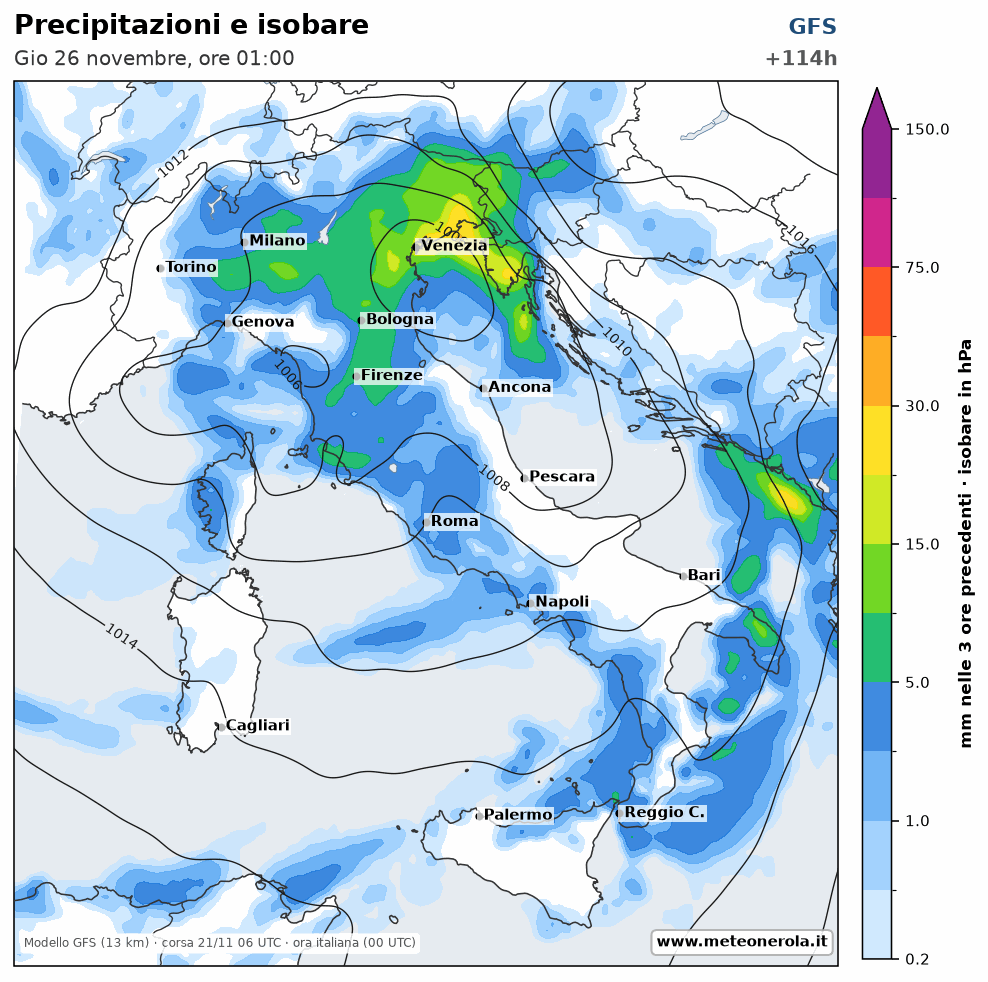 Precipitazioni e isobare
GFS
Gio 26 novembre, ore 01:00
+114h
1012
1016
Milano
Venezia
Torino
Genova
Bologna
1010
1006
Firenze
Ancona
1008
Pescara
Roma
Bari
Napoli
1014
Cagliari
Palermo
Reggio C.
150.0
75.0
30.0
15.0
5.0
1.0
0.2
mm nelle 3 ore precedenti · isobare in hPa
Modello GFS (13 km) · corsa 21/11 06 UTC · ora italiana (00 UTC)
www.meteonerola.it